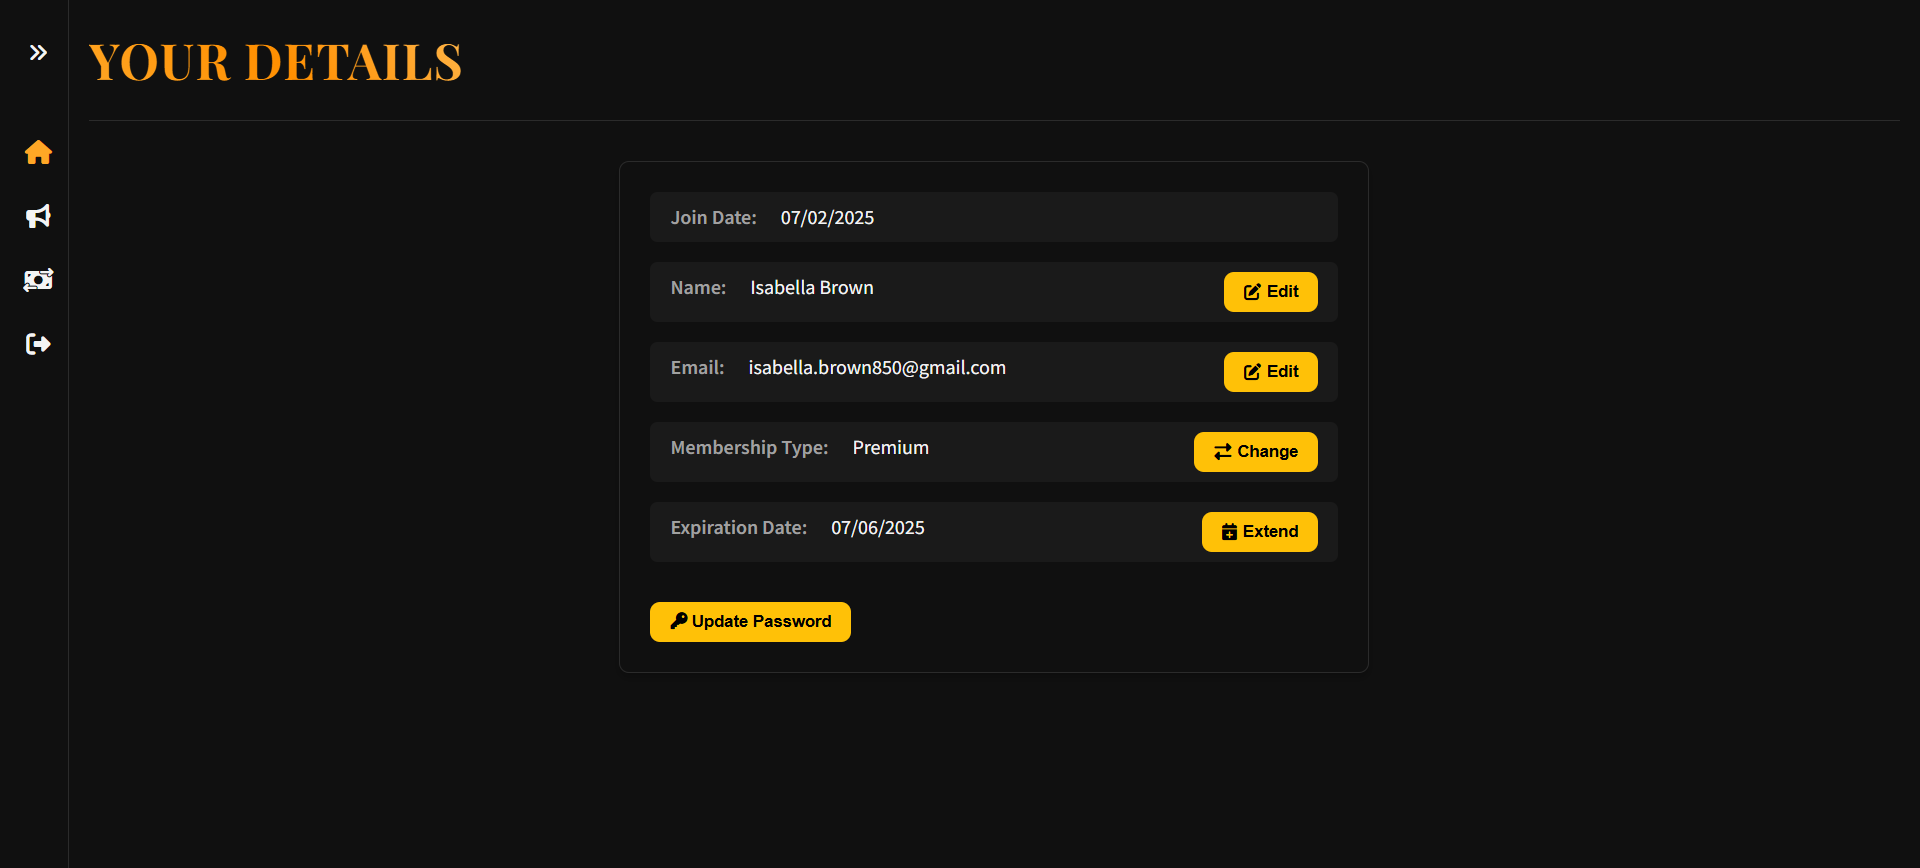 YOUR DETAILS
Join Date: 07/02/2025
Name: Isabella Brown Edit
Email: isabella.brown850@gmail.com Edit
Membership Type: Premium Change
Expiration Date: 07/06/2025 Extend
Update Password